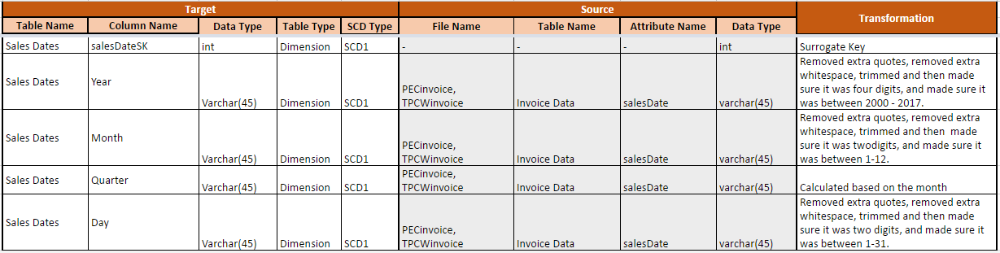 Target Source Transformation
Table Name Column Name Data Type Table Type SCD Type File Name Table Name Attribute Name Data Type
Sales Dates salesDateSK int Dimension SCD1 - - - int Surrogate Key
Sales Dates Year Varchar(45) Dimension SCD1 PECinvoice,
TPCWinvoice Invoice Data salesDate varchar(45) Removed extra quotes, removed extra
whitespace, trimmed and then made
sure it was four digits, and made sure it
was between 2000 - 2017.
Sales Dates Month Varchar(45) Dimension SCD1 PECinvoice,
TPCWinvoice Invoice Data salesDate varchar(45) Removed extra quotes, removed extra
whitespace, trimmed and then  made
sure it was twodigits, and made sure it
was between 1-12.
Sales Dates Quarter Varchar(45) Dimension SCD1 PECinvoice,
TPCWinvoice Invoice Data salesDate varchar(45) Calculated based on the month
Sales Dates Day Varchar(45) Dimension SCD1 PECinvoice,
TPCWinvoice Invoice Data salesDate varchar(45) Removed extra quotes, removed extra
whitespace, trimmed and then made
sure it was two digits, and made sure it
was between 1-31.